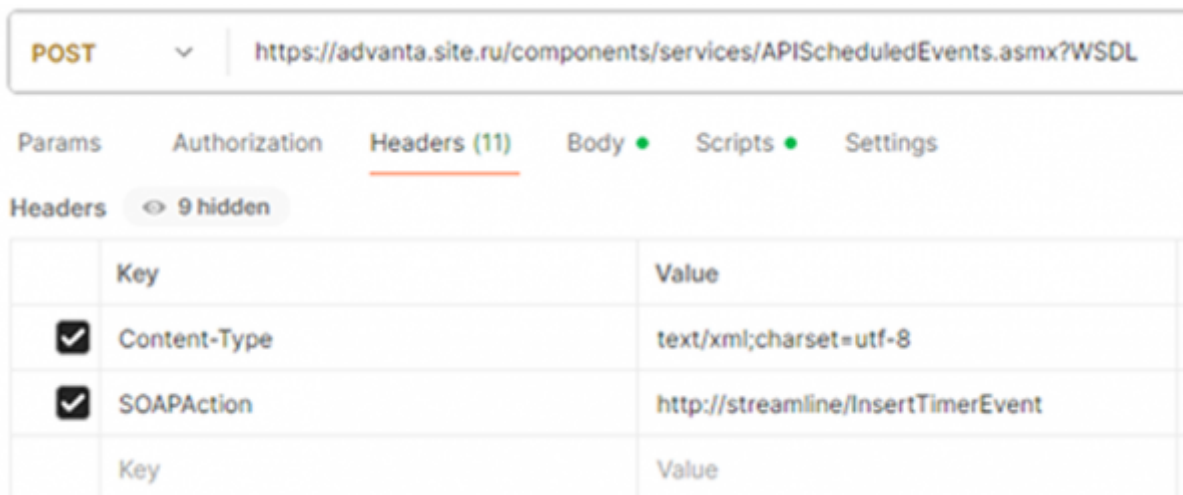 POST https://advanta.site.ru/components/services/APIScheduledEvents.asmx?WSDL
Params Authorization Headers (11) Body Scripts Settings
Headers 9 hidden
Key Value
Content-Type text/xml;charset=utf-8
SOAPAction http://streamline/InsertTimerEvent
Key Value